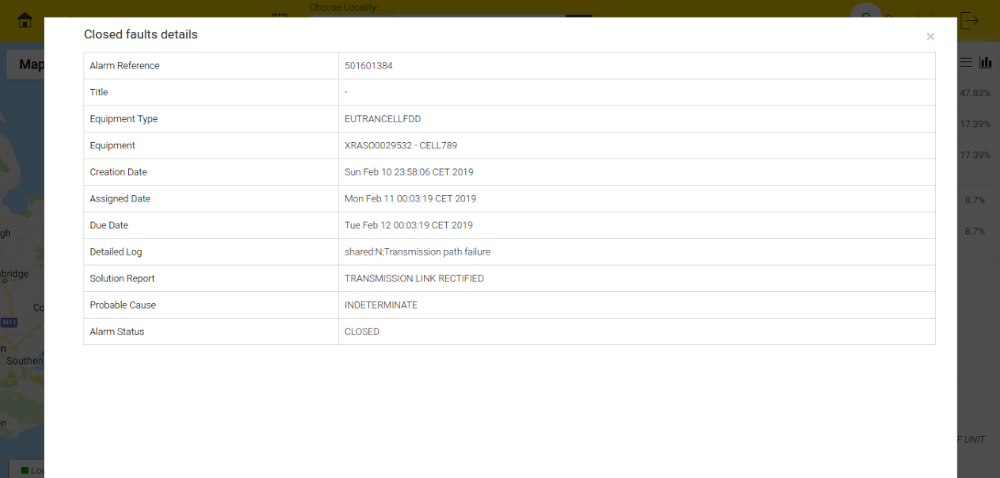 Choose Locality:
Closed faults details
×
Map
Alarm Reference 501601384
Title -
Equipment Type EUTRANCELLFDD
47.83%
Equipment XRASO0029532 - CELL789
17.39%
Creation Date Sun Feb 10 23:58:06 CET 2019
17.39%
Assigned Date Mon Feb 11 00:03:19 CET 2019
8.7%
Due Date Tue Feb 12 00:03:19 CET 2019
8.7%
gh
Detailed Log shared:N;Transmission path failure
Solution Report TRANSMISSION LINK RECTIFIED
bridge
Probable Cause INDETERMINATE
Co
M11
Alarm Status CLOSED
n
Southen
on
F UNIT
Low